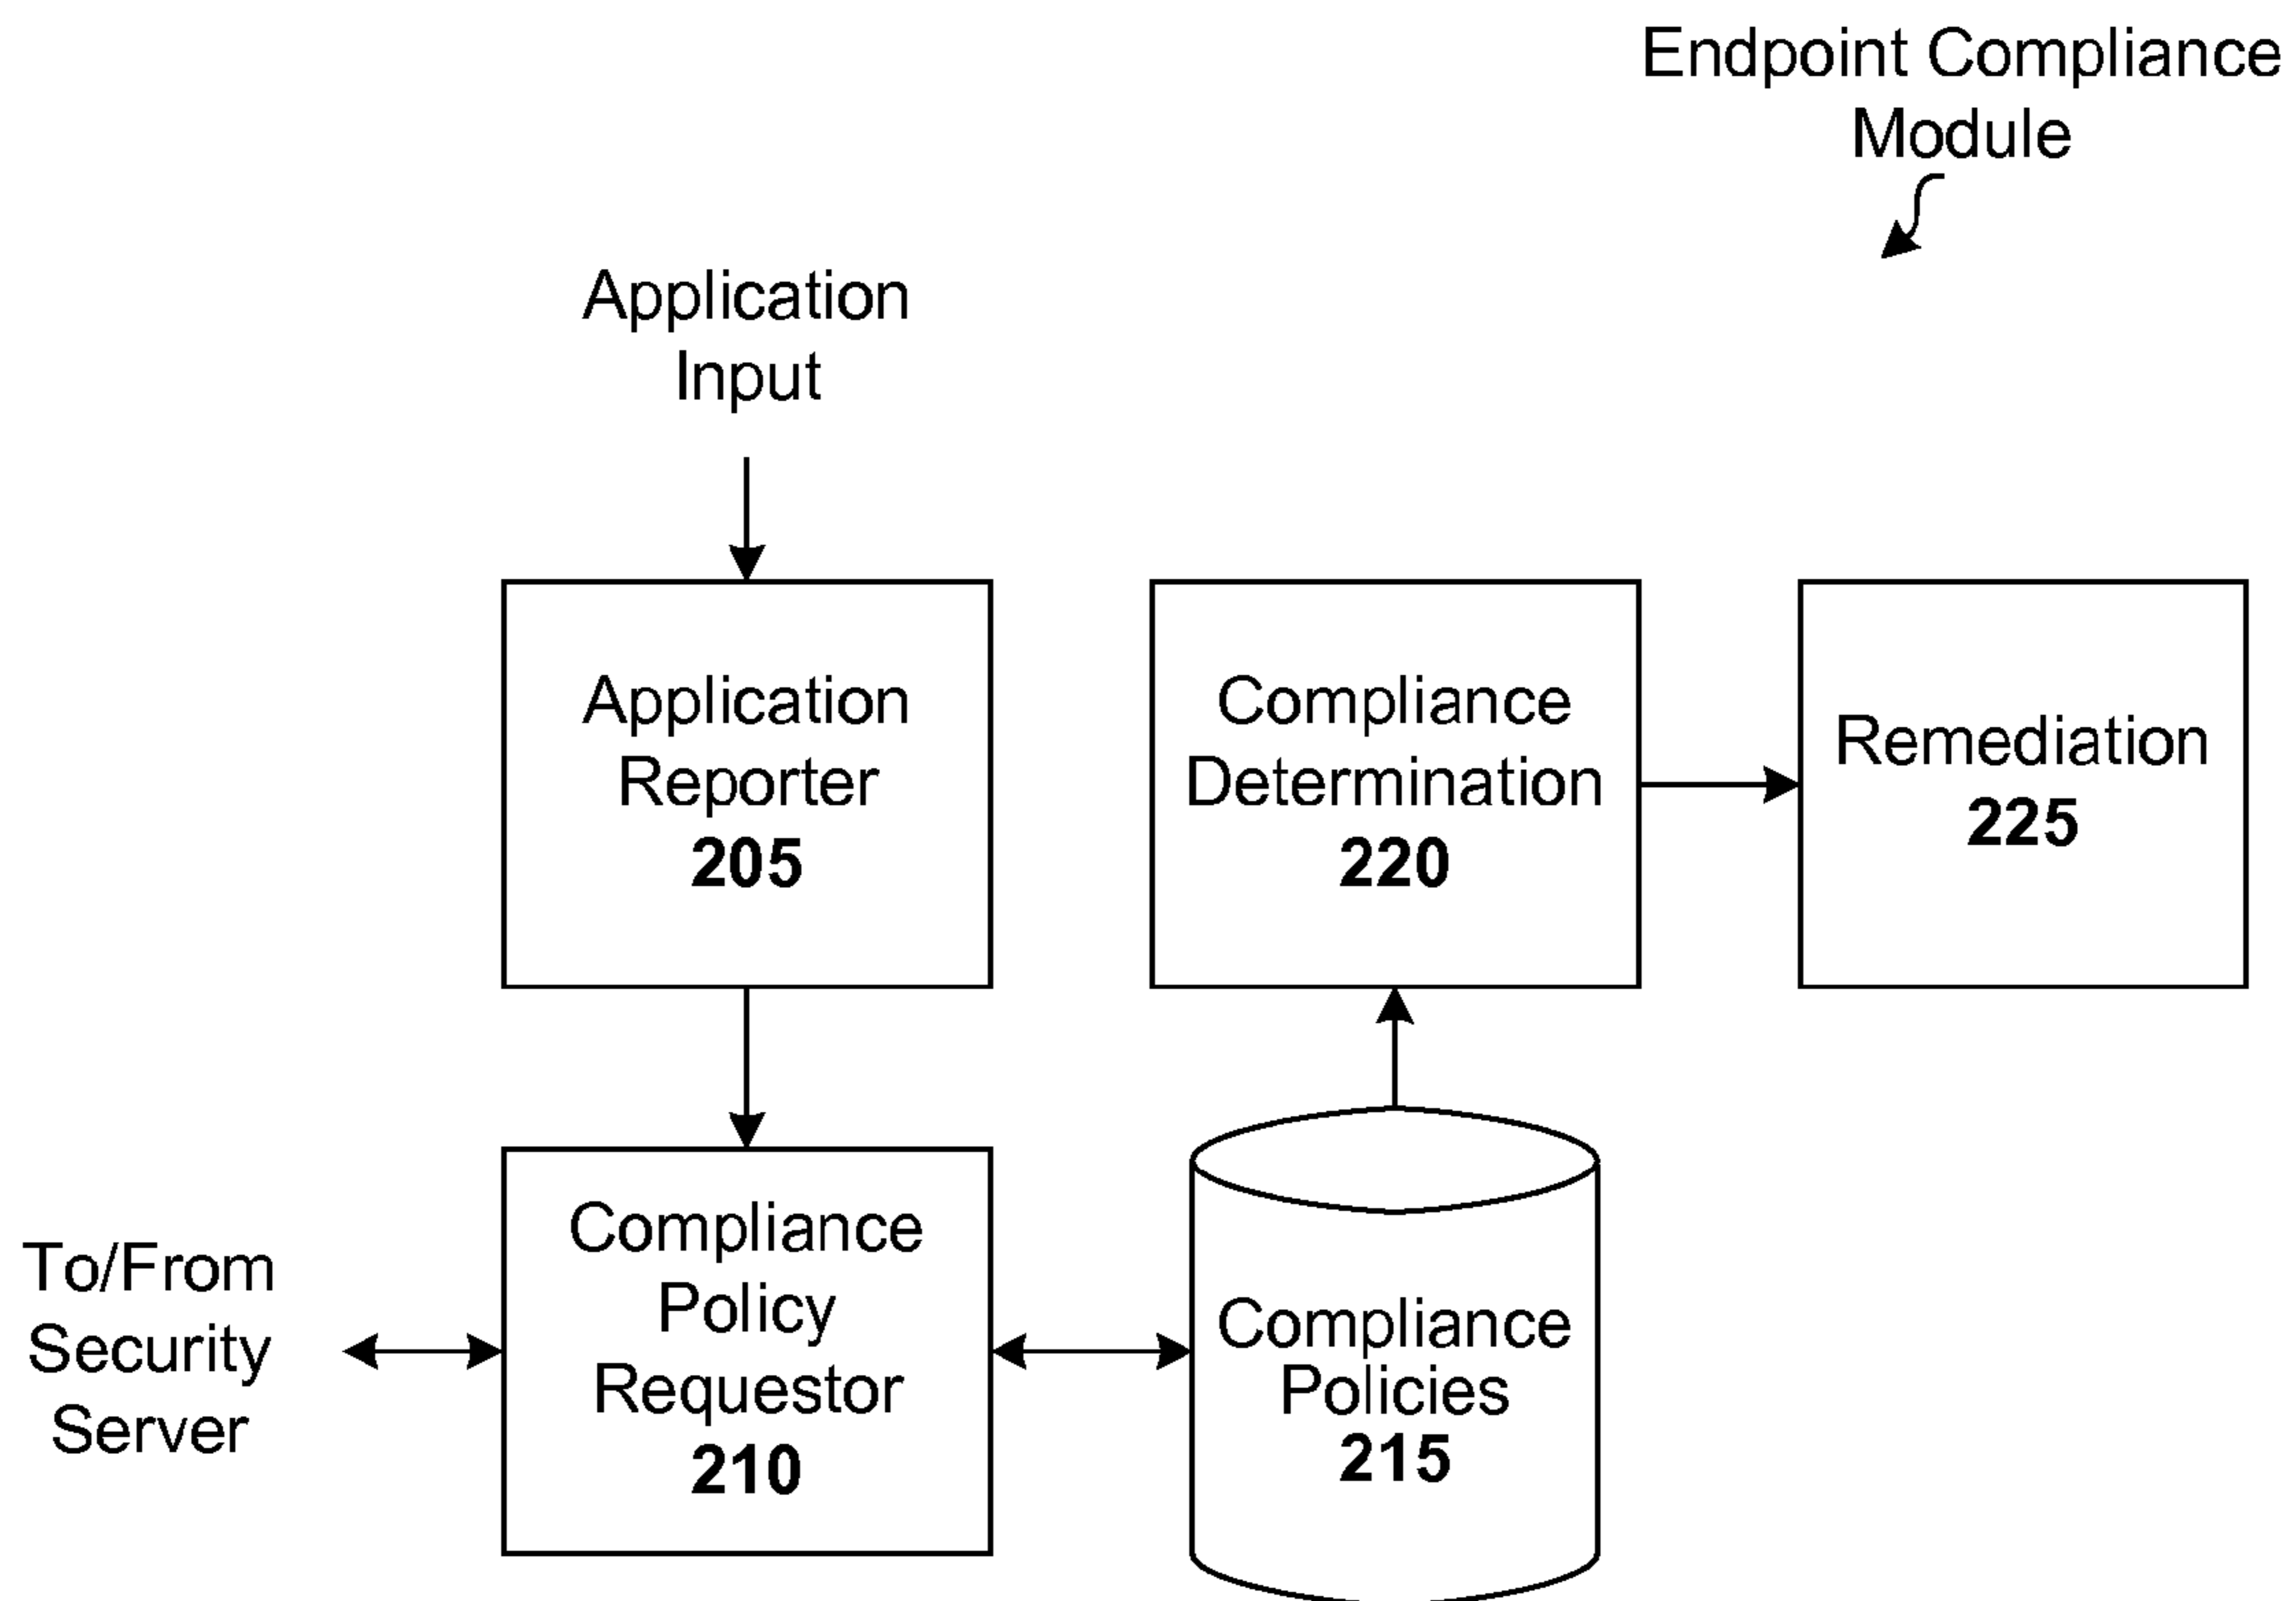 Endpoint Compliance
Module
Application
Input
Application
Reporter
205
Compliance
Determination
220
Remediation
225
To/From
Security
Server
Compliance
Policy
Requestor
210
Compliance
Policies
215